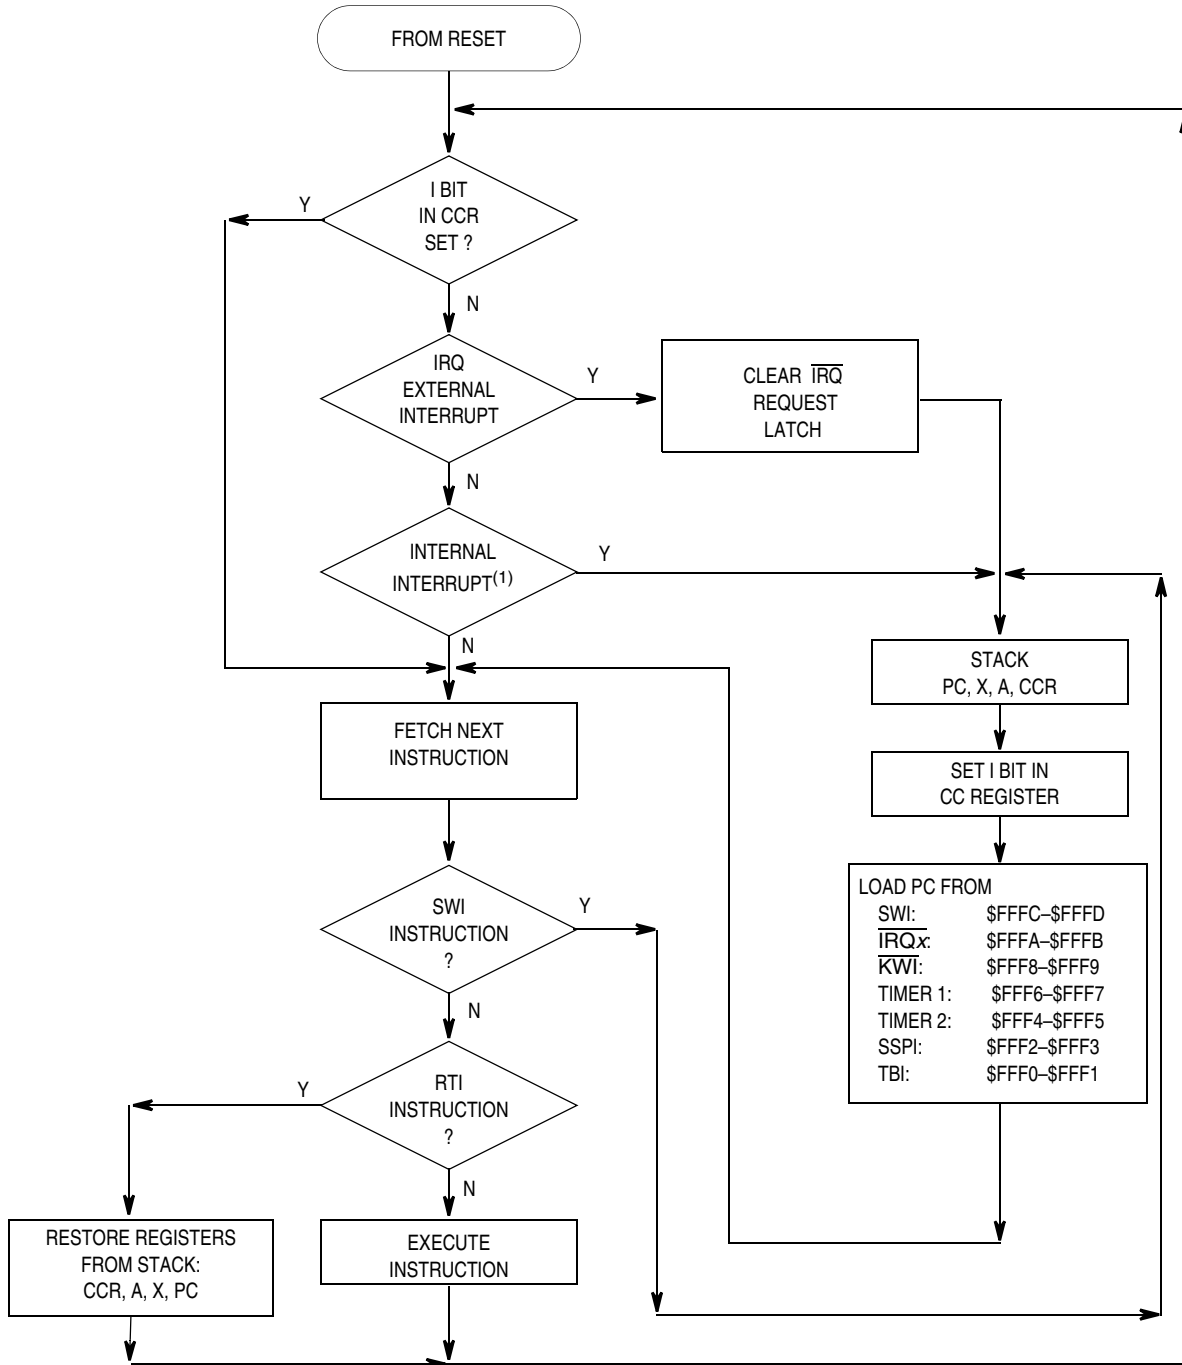 FROM RESET
Y
I BIT
IN CCR
SET ?
N
IRQ
EXTERNAL
INTERRUPT
Y
CLEAR IRQ
REQUEST
LATCH
N
INTERNAL
INTERRUPT(1)
Y
N
STACK
PC, X, A, CCR
FETCH NEXT
INSTRUCTION
SET I BIT IN
CC REGISTER
SWI
INSTRUCTION
?
Y
N
LOAD PC FROM
SWI: $FFFC–$FFFD
IRQx: $FFFA–$FFFB
KWI: $FFF8–$FFF9
TIMER 1: $FFF6–$FFF7
TIMER 2: $FFF4–$FFF5
SSPI: $FFF2–$FFF3
TBI: $FFF0–$FFF1
Y
RTI
INSTRUCTION
?
N
RESTORE REGISTERS
FROM STACK:
CCR, A, X, PC
EXECUTE
INSTRUCTION